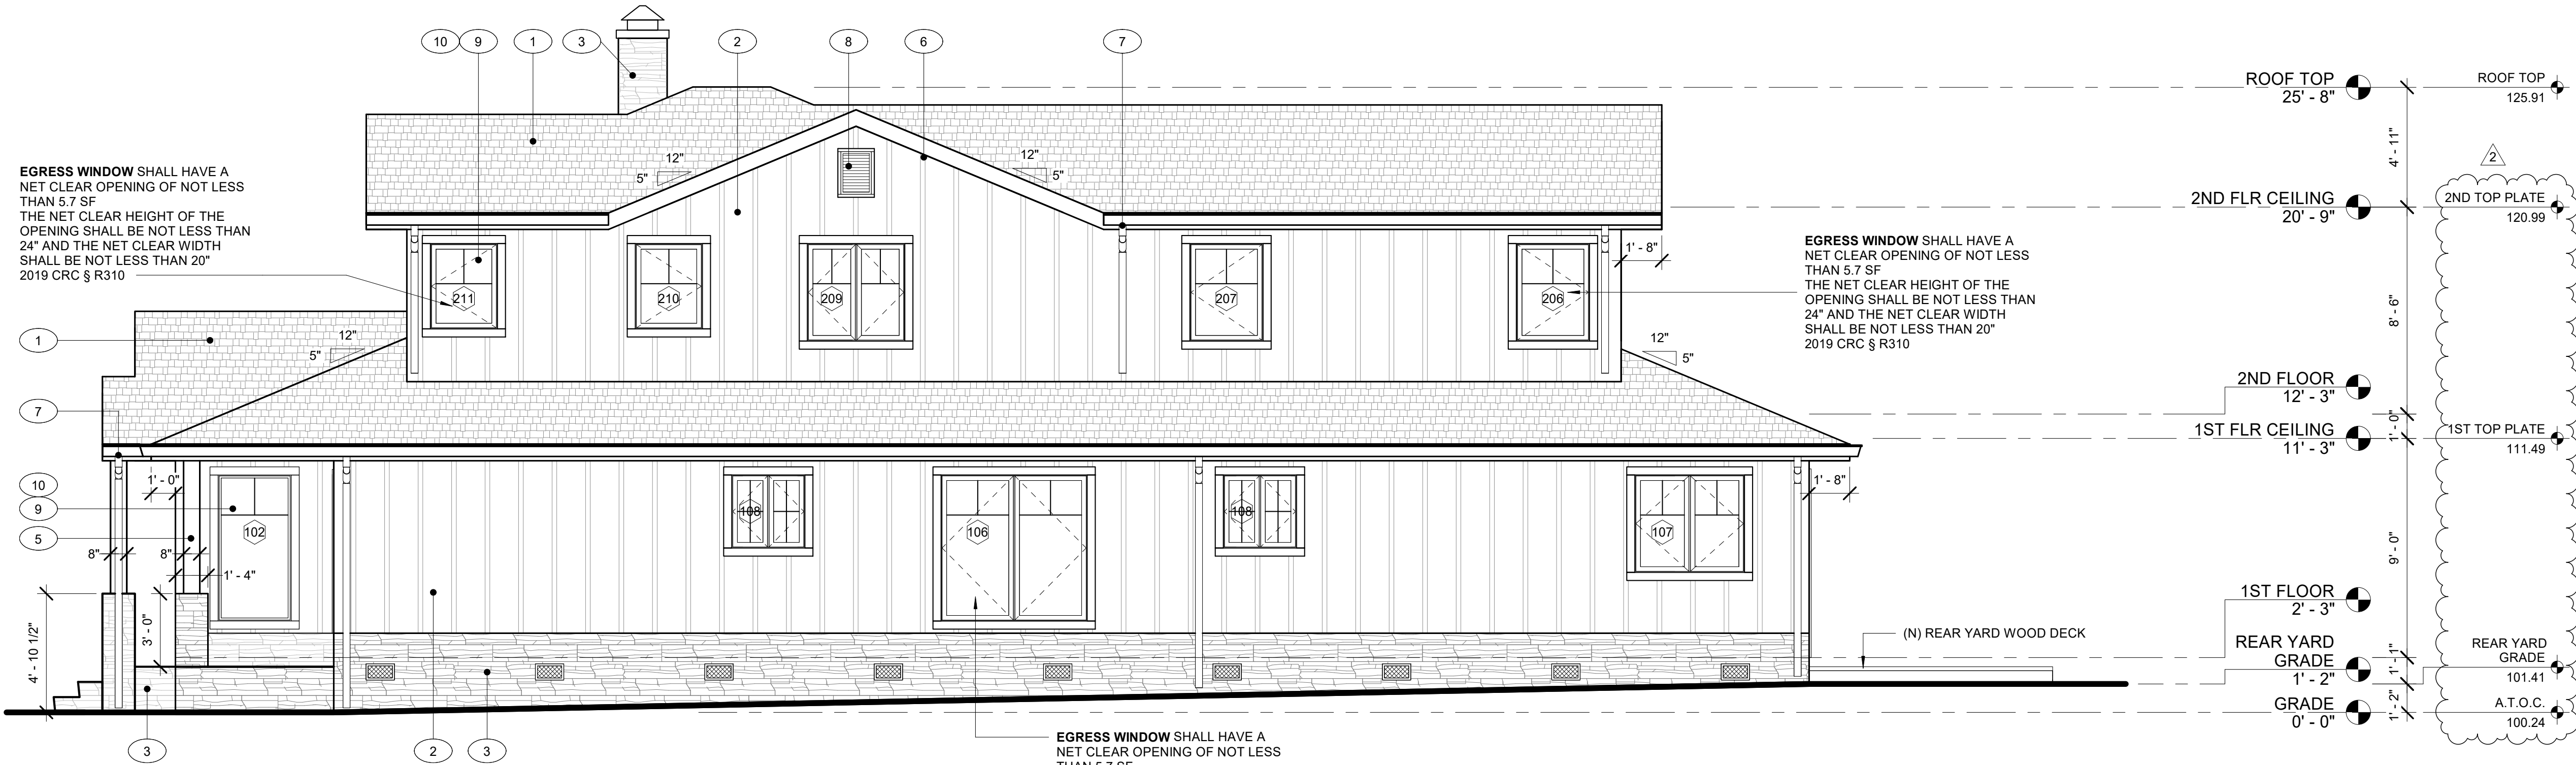 10
9
1
3
2
8
6
7
12"
5"
12"
5"
EGRESS WINDOW SHALL HAVE A
NET CLEAR OPENING OF NOT LESS
THAN 5.7 SF
THE NET CLEAR HEIGHT OF THE
OPENING SHALL BE NOT LESS THAN
24" AND THE NET CLEAR WIDTH
SHALL BE NOT LESS THAN 20"
2019 CRC § R310
211
210
209
207
206
1' - 8"
EGRESS WINDOW SHALL HAVE A
NET CLEAR OPENING OF NOT LESS
THAN 5.7 SF
THE NET CLEAR HEIGHT OF THE
OPENING SHALL BE NOT LESS THAN
24" AND THE NET CLEAR WIDTH
SHALL BE NOT LESS THAN 20"
2019 CRC § R310
1
12"
5"
12"
5"
7
10
9
5
1' - 0"
8"
8"
1' - 4"
102
108
106
108
107
1' - 8"
4' - 10 1/2"
3' - 0"
(N) REAR YARD WOOD DECK
3
2
3
EGRESS WINDOW SHALL HAVE A
NET CLEAR OPENING OF NOT LESS
THAN 5.7 SF
ROOF TOP
25' - 8"
2ND FLR CEILING
20' - 9"
2ND FLOOR
12' - 3"
1ST FLR CEILING
11' - 3"
1ST FLOOR
2' - 3"
REAR YARD
GRADE
1' - 2"
GRADE
0' - 0"
4' - 11"
8' - 6"
1' - 0"
9' - 0"
1' - 1"
1' - 2"
ROOF TOP
125.91
2
2ND TOP PLATE
120.99
1ST TOP PLATE
111.49
REAR YARD
GRADE
101.41
A.T.O.C.
100.24